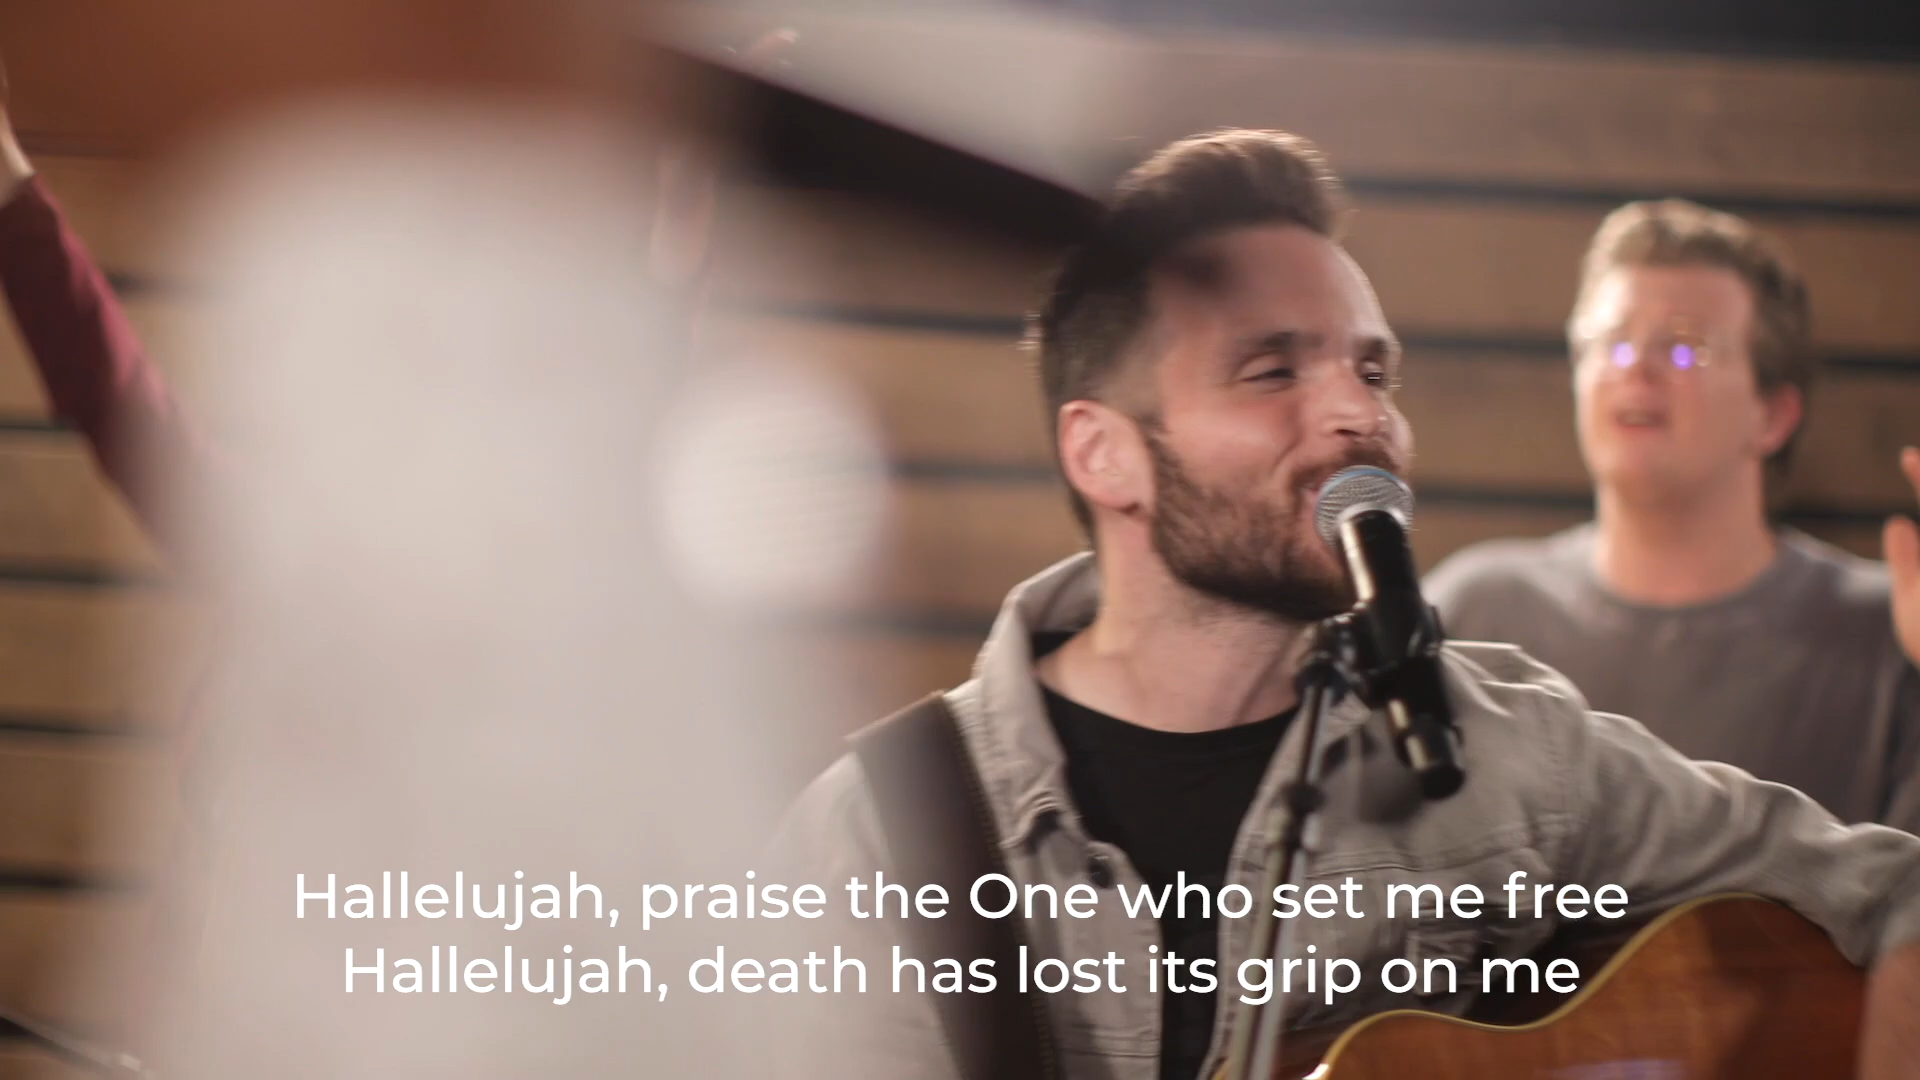 Hallelujah, praise the One who set me free
Hallelujah, death has lost its grip on me